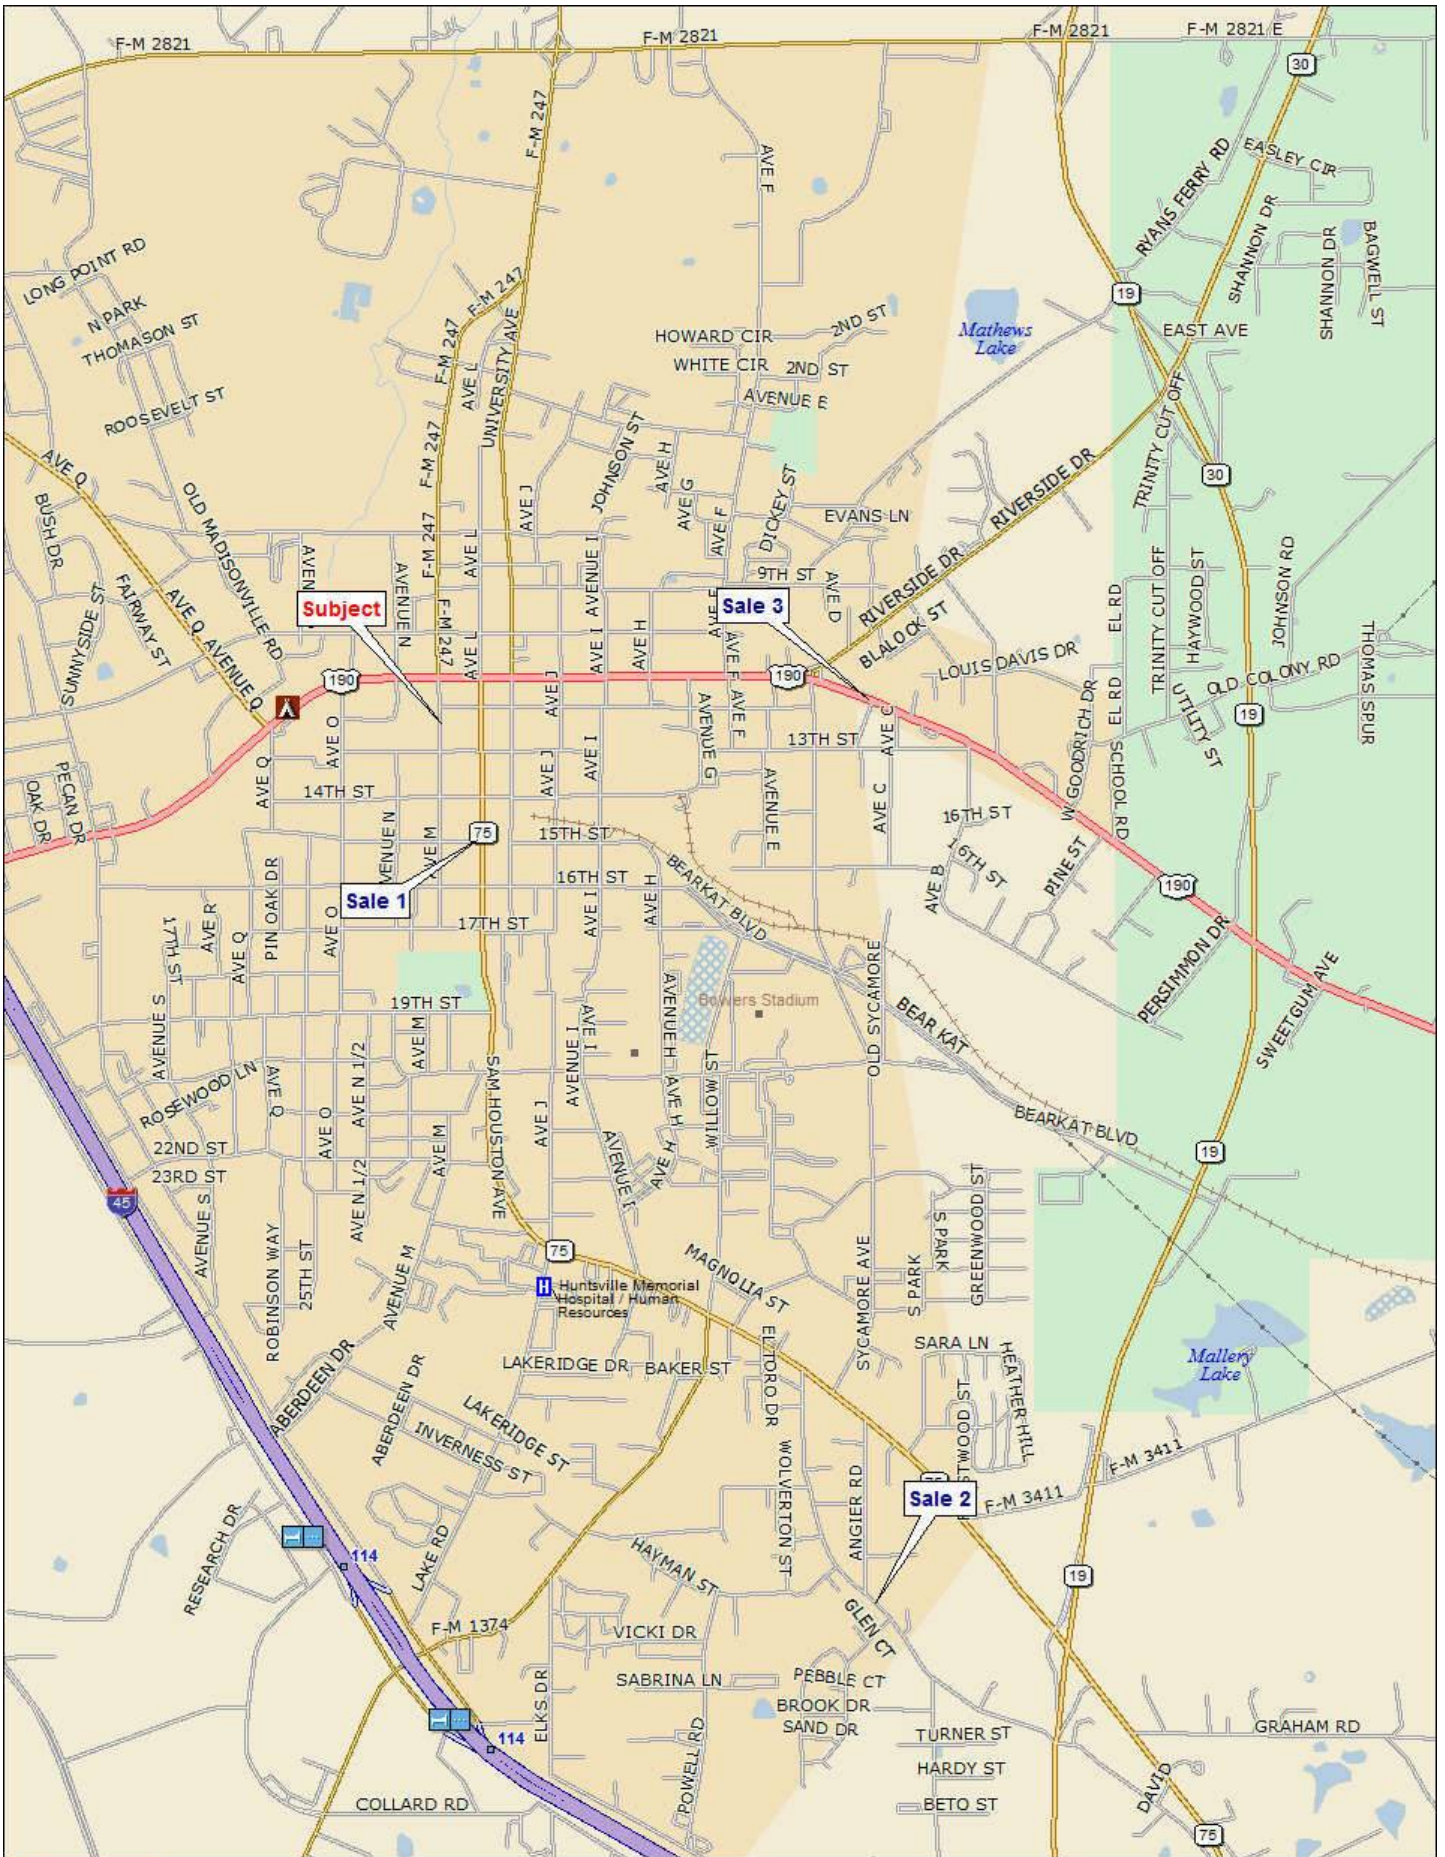 F-M 2821
F-M 2821
F-M 2821
F-M 2821 E
30
F-M 247
AVE F
RYANS FERRY RD
EASLEY CIR
SHANNON DR
SHANNON DR
BAGWELL ST
LONG POINT RD
N PARK
THOMASON ST
ROOSEVELT ST
F-M 247
F-M 247
AVE L
UNIVERSITY AVE
HOWARD CIR
2ND ST
WHITE CIR
2ND ST
AVENUE E
Mathews
Lake
19
EAST AVE
TRINITY CUT OFF
30
AVE Q
BUSH DR
OLD MADISONVILLE RD
F-M 247
F-M 247
AVE L
AVE J
JOHNSON ST
AVE H
AVE G
AVE F
DICKEY ST
EVANS LN
RIVERSIDE DR
RIVERSIDE DR
SUNNYSIDE ST
FAIRWAY ST
AVE Q
AVENUE Q
Subject
AVENUE N
F-M 247
AVE L
AVENUE I
AVE I
AVE H
9TH ST
AVE D
Sale 3
BLALOCK ST
LOUIS DAVIS DR
EL RD
EL RD
TRINITY CUT OFF
HAYWOOD ST
JOHNSON RD
OLD COLONY RD
UTILITY ST
THOMAS SPUR
190
190
AVE J
AVE F
AVE F
AVENUE G
AVE C
W GOODRICH DR
SCHOOL RD
19
OAK DR
PECAN DR
AVE Q
AVE O
14TH ST
AVE J
AVE I
13TH ST
AVENUE E
AVE C
16TH ST
16TH ST
AVE B
PINE ST
190
75
15TH ST
16TH ST
17TH ST
Sale 1
BEARKAT BLVD
AVE H
AVE I
17TH ST
AVE R
AVE Q
PIN OAK DR
AVE O
19TH ST
Bowers Stadium
OLD SYCAMORE
BEAR KAT
PERSIMMON DR
SWEETGUM AVE
AVENUE S
ROSEWOOD LN
AVE Q
AVE O
AVE N 1/2
AVE M
SAM HOUSTON AVE
AVE J
AVENUE I
AVE I
AVENUE H
AVE H
WILLOW ST
BEARKAT BLVD
19
22ND ST
23RD ST
45
AVENUE S
ROBINSON WAY
25TH ST
AVE N 1/2
AVE M
AVENUE M
AVENUE I
AVE H
75
Huntsville Memorial
Hospital / Human
Resources
H
MAGNOLIA ST
SYCAMORE AVE
S PARK
S PARK
GREENWOOD ST
SARA LN
HEATHER HILL
Mallery
Lake
ABERDEEN DR
ABERDEEN DR
LAKERIDGE DR
BAKER ST
EL TORO DR
LAKERIDGE ST
INVERNESS ST
WOLVERTON ST
ANGIER RD
Sale 2
F-M 3411
F-M 3411
RESEARCH DR
114
LAKE RD
HAYMAN ST
GLEN CT
19
F-M 1374
VICKI DR
SABRINA LN
PEBBLE CT
BROOK DR
SAND DR
ELKS DR
POWELL RD
TURNER ST
HARDY ST
BETO ST
GRAHAM RD
DAVID
114
COLLARD RD
75